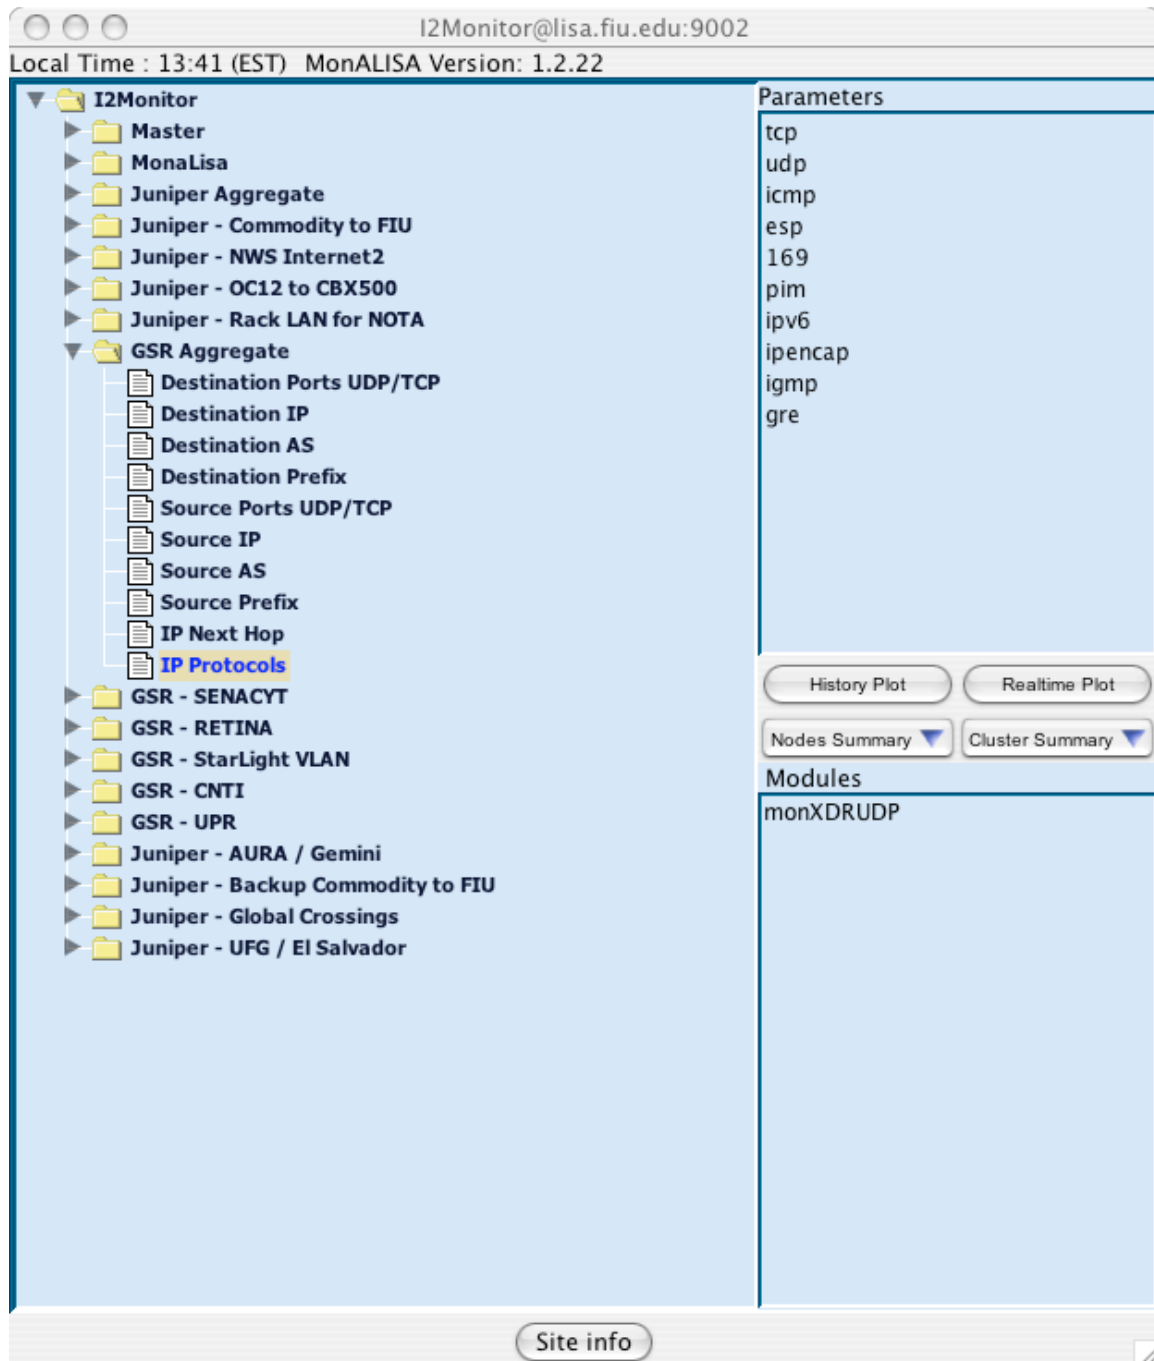 I2Monitor@lisa.fiu.edu:9002
Local Time : 13:41 (EST) MonALISA Version: 1.2.22
I2Monitor
Master
MonaLisa
Juniper Aggregate
Juniper - Commodity to FIU
Juniper - NWS Internet2
Juniper - OC12 to CBX500
Juniper - Rack LAN for NOTA
GSR Aggregate
Destination Ports UDP/TCP
Destination IP
Destination AS
Destination Prefix
Source Ports UDP/TCP
Source IP
Source AS
Source Prefix
IP Next Hop
IP Protocols
GSR - SENACYT
GSR - RETINA
GSR - StarLight VLAN
GSR - CNTI
GSR - UPR
Juniper - AURA / Gemini
Juniper - Backup Commodity to FIU
Juniper - Global Crossings
Juniper - UFG / El Salvador
Parameters
tcp
udp
icmp
esp
169
pim
ipv6
ipencap
igmp
gre
History Plot Realtime Plot
Nodes Summary Cluster Summary
Modules
monXDRUDP
Site info